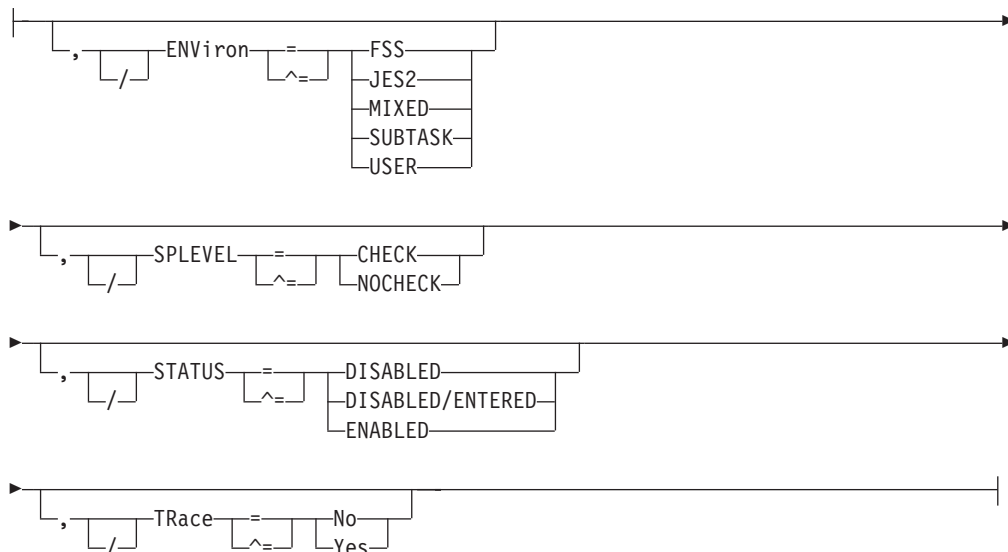 , / ENViron = FSS
^= JES2
MIXED
SUBTASK
USER
, / SPLEVEL = CHECK
^= NOCHECK
, / STATUS = DISABLED
^= DISABLED/ENTERED
ENABLED
, / TRace = No
^= Yes